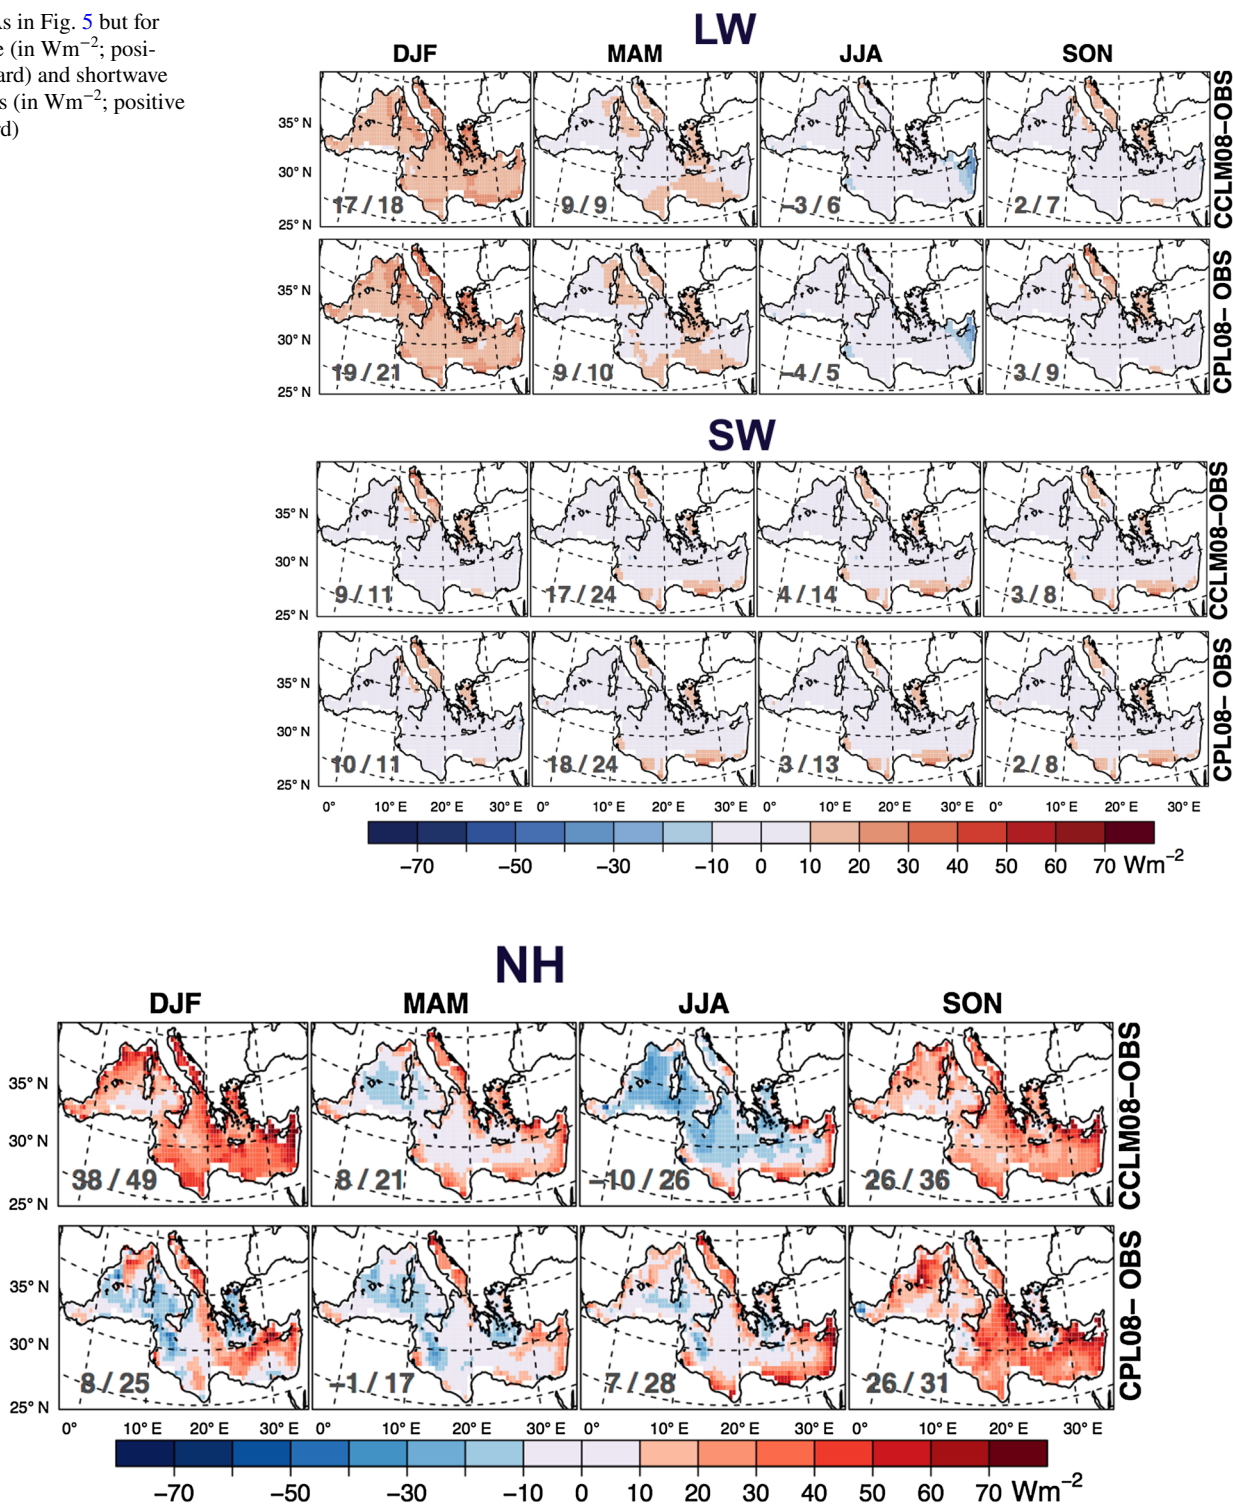 As in Fig. 5 but for
e (in Wm−2; posi-
ard) and shortwave
s (in Wm−2; positive
rd)
LW
DJF MAM JJA SON
35° N
30° N
25° N
17 / 18 9 / 9 −3 / 6 2 / 7
CCLM08−OBS
35° N
30° N
25° N
19 / 21 9 / 10 −4 / 5 3 / 9
CPL08− OBS
SW
35° N
30° N
25° N
9 / 11 17 / 24 4 / 14 3 / 8
CCLM08−OBS
35° N
30° N
25° N
10 / 11 18 / 24 3 / 13 2 / 8
CPL08− OBS
0° 10° E 20° E 30° E 0° 10° E 20° E 30° E 0° 10° E 20° E 30° E 0° 10° E 20° E 30° E
−70 −50 −30 −10 0 10 20 30 40 50 60 70 Wm−2
NH
DJF MAM JJA SON
35° N
30° N
25° N
38 / 49 8 / 21 −10 / 26 26 / 36
CCLM08−OBS
35° N
30° N
25° N
8 / 25 −1 / 17 7 / 28 26 / 31
CPL08− OBS
0° 10° E 20° E 30° E 0° 10° E 20° E 30° E 0° 10° E 20° E 30° E 0° 10° E 20° E 30° E
−70 −50 −30 −10 0 10 20 30 40 50 60 70 Wm−2